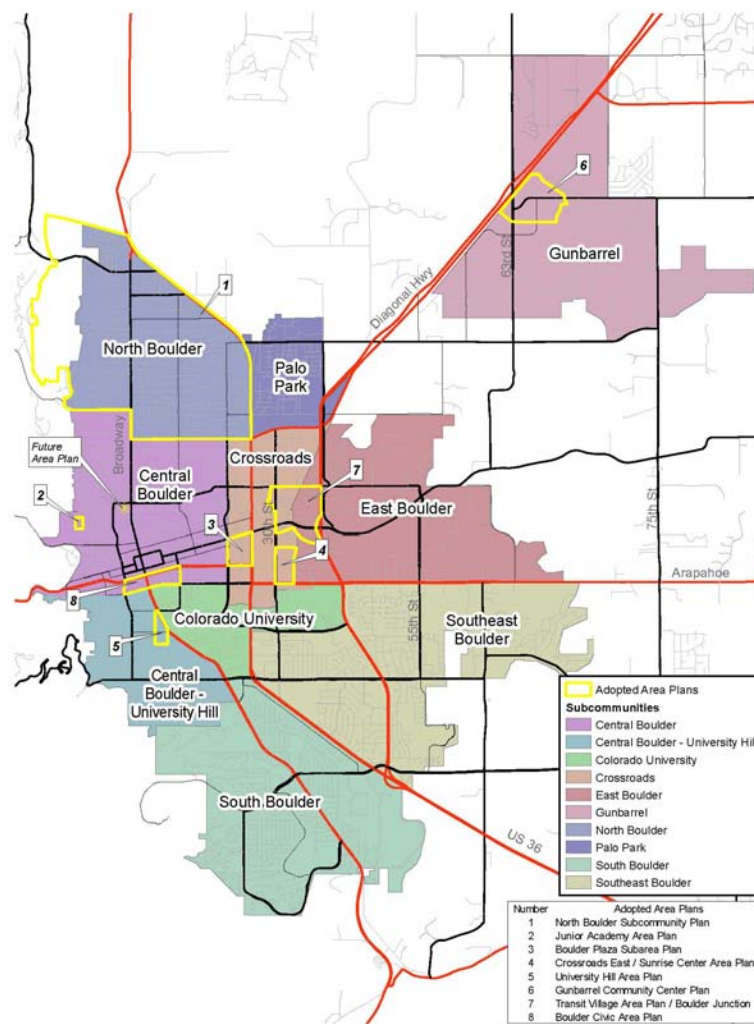 6
63rd St
Gunbarrel
Diagonal Hwy
1
North Boulder
Palo
Park
Future
Area Plan
Broadway
Central
Boulder
Crossroads
7
2
30th St
East Boulder
75th St
3
4
8
Arapahoe
5
Colorado University
55th St
Southeast
Boulder
Central
Boulder -
University Hill
South Boulder
US 36
Adopted Area Plans
Subcommunities
Central Boulder
Central Boulder - University Hill
Colorado University
Crossroads
East Boulder
Gunbarrel
North Boulder
Palo Park
South Boulder
Southeast Boulder
Number Adopted Area Plans
1 North Boulder Subcommunity Plan
2 Junior Academy Area Plan
3 Boulder Plaza Subarea Plan
4 Crossroads East / Sunrise Center Area Plan
5 University Hill Area Plan
6 Gunbarrel Community Center Plan
7 Transit Village Area Plan / Boulder Junction
8 Boulder Civic Area Plan